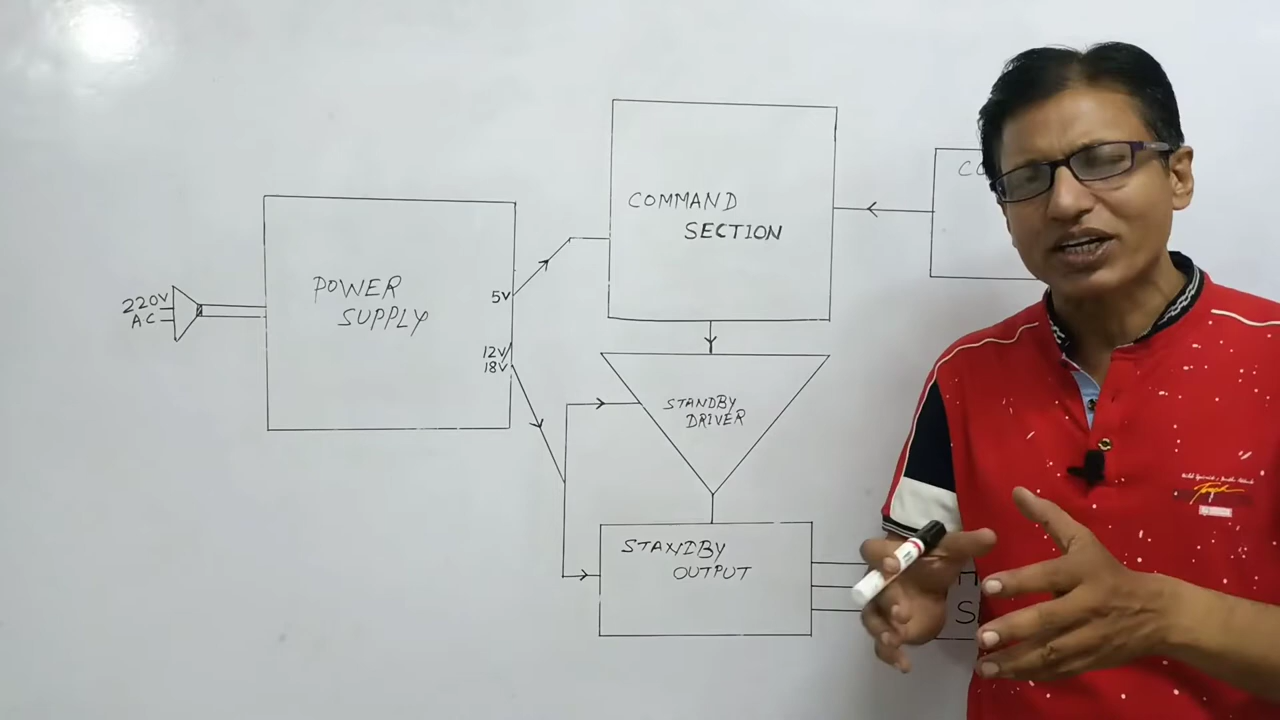 220V
AC
POWER
SUPPLY
5V
12V/
18V
COMMAND
SECTION
STANDBY
DRIVER
STANDBY
OUTPUT